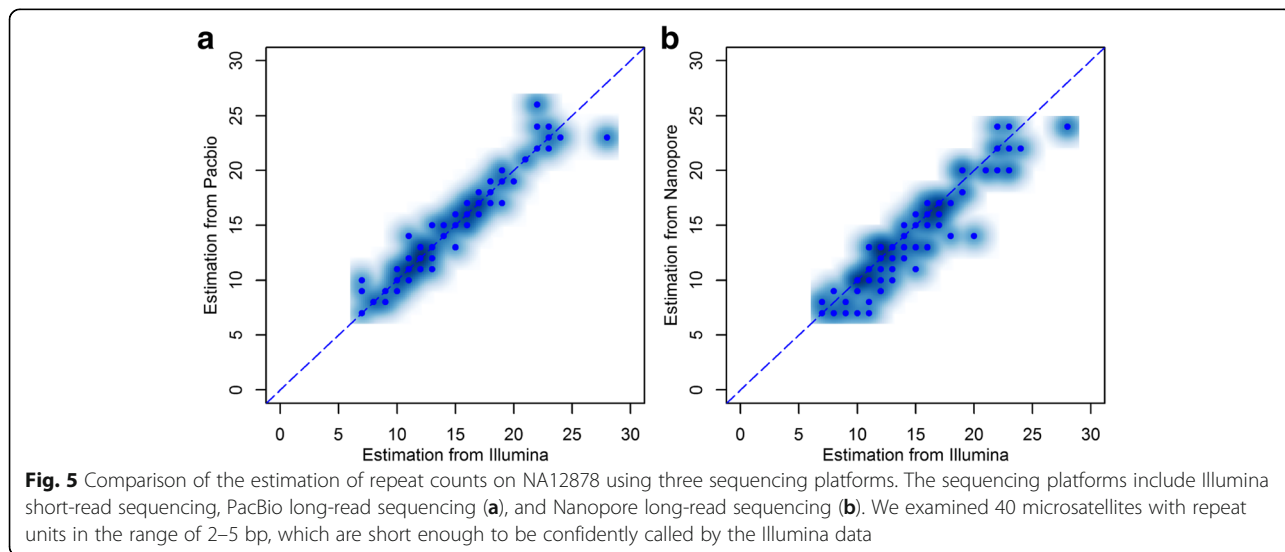 a
b
30
25
20
15
10
5
0
Estimation from Pacbio
0 5 10 15 20 25 30
Estimation from Illumina
30
25
20
15
10
5
0
Estimation from Nanopore
0 5 10 15 20 25 30
Estimation from Illumina
Fig. 5 Comparison of the estimation of repeat counts on NA12878 using three sequencing platforms. The sequencing platforms include Illumina
short-read sequencing, PacBio long-read sequencing (a), and Nanopore long-read sequencing (b). We examined 40 microsatellites with repeat
units in the range of 2–5 bp, which are short enough to be confidently called by the Illumina data